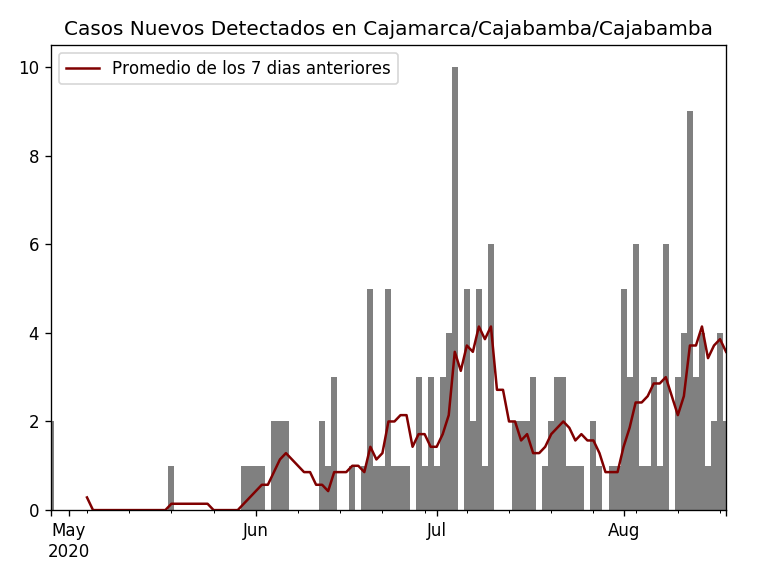 Casos Nuevos Detectados en Cajamarca/Cajabamba/Cajabamba
Promedio de los 7 dias anteriores
10
8
6
4
2
0
May Jun Jul Aug
2020